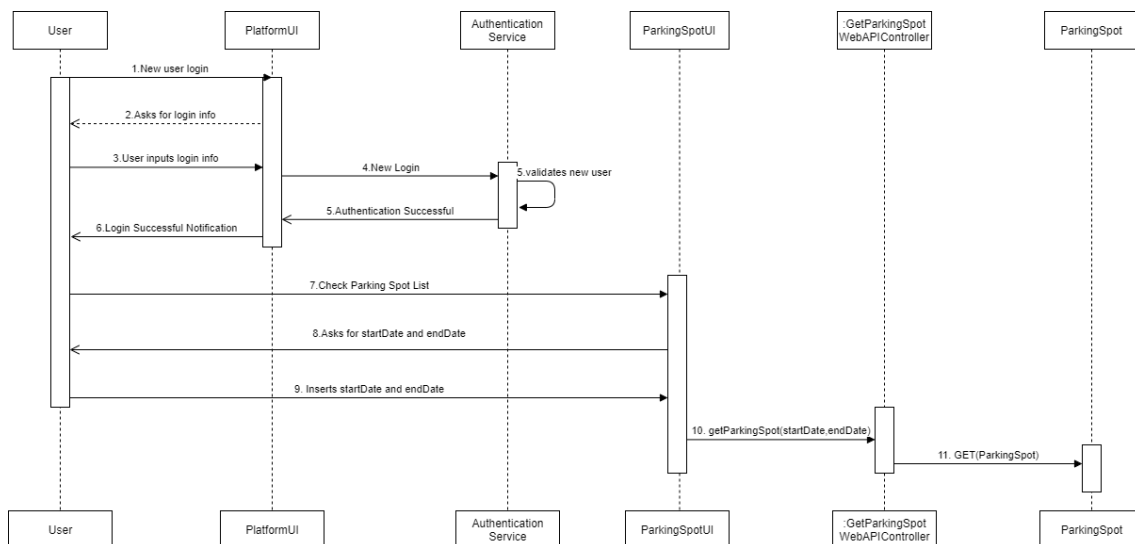 User
PlatformUI
Authentication
Service
ParkingSpotUI
:GetParkingSpot
WebAPIController
ParkingSpot
1.New user login
2.Asks for login info
3.User inputs login info
4.New Login
5.validates new user
5.Authentication Successful
6.Login Successful Notification
7.Check Parking Spot List
8.Asks for startDate and endDate
9. Inserts startDate and endDate
10. getParkingSpot(startDate,endDate)
11. GET(ParkingSpot)
User
PlatformUI
Authentication
Service
ParkingSpotUI
:GetParkingSpot
WebAPIController
ParkingSpot